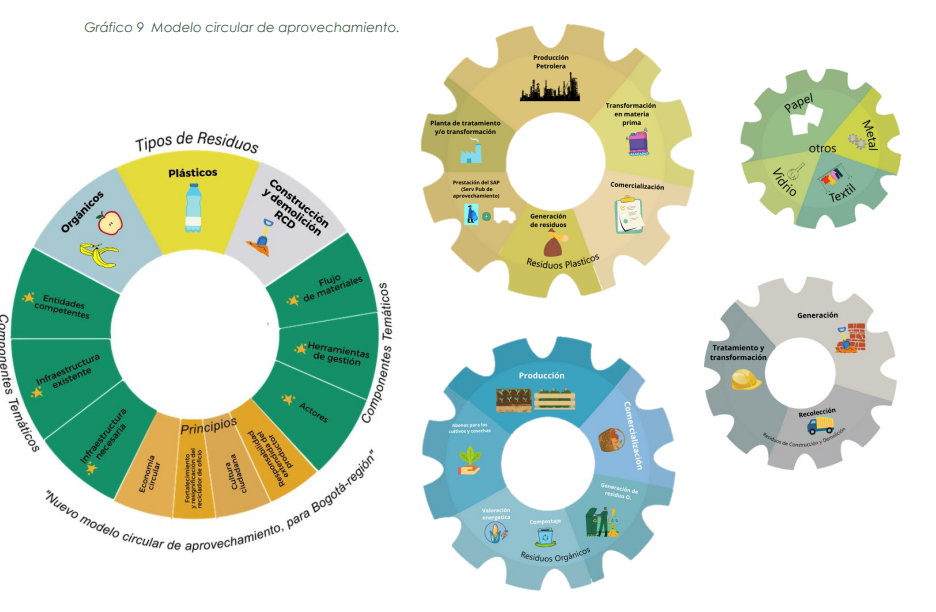 Gráfico 9 Modelo circular de aprovechamiento.
Tipos de Residuos
Orgánicos
Plásticos
Construcción
y demolición
RCD
Componentes Temáticos
Entidades
competentes
Infraestructura
existente
Infraestructura
necesaria
Flujo
de materiales
Herramientas
de gestión
Actores
Componentes Temáticos
Principios
Economía
circular
Fortalecimiento
y resignificación del
reciclador de oficio
Cultura
ciudadana
Responsabilidad
extendida del
productor
"Nuevo modelo circular de aprovechamiento, para Bogotá-región"
Producción
Petrolera
Transformación
en materia
prima
Comercialización
Generación
de residuos
Residuos Plasticos
Prestación del SAP
(Serv Pub de
aprovechamiento)
Planta de tratamiento
y/o transformación
Papel
Metal
otros
Vidrio
Textil
Producción
Comercialización
Generación de
residuo O.
Compostaje
Residuos Orgánicos
Valoración
energetica
Abonos para los
cultivos y cosechas
Generación
Tratamiento y
transformación
Recolección
Residuos de Construcción y Demolición